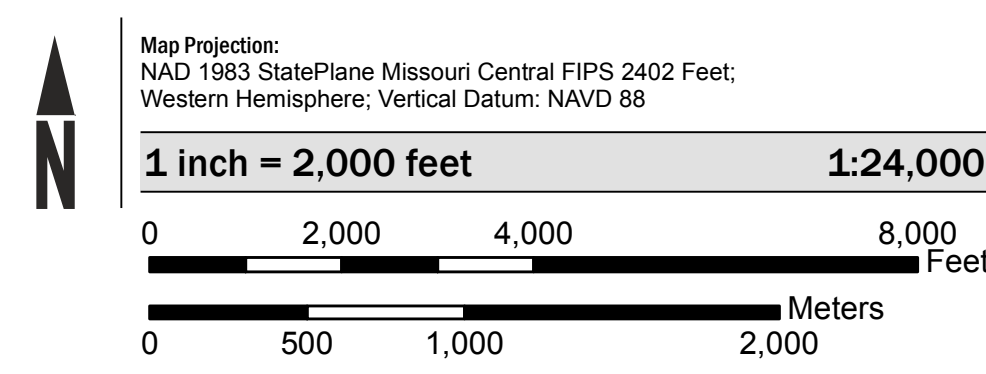 N
Map Projection:
NAD 1983 StatePlane Missouri Central FIPS 2402 Feet;
Western Hemisphere; Vertical Datum: NAVD 88
1 inch = 2,000 feet 1:24,000
0 2,000 4,000 8,000
Feet
Meters
0 500 1,000 2,000